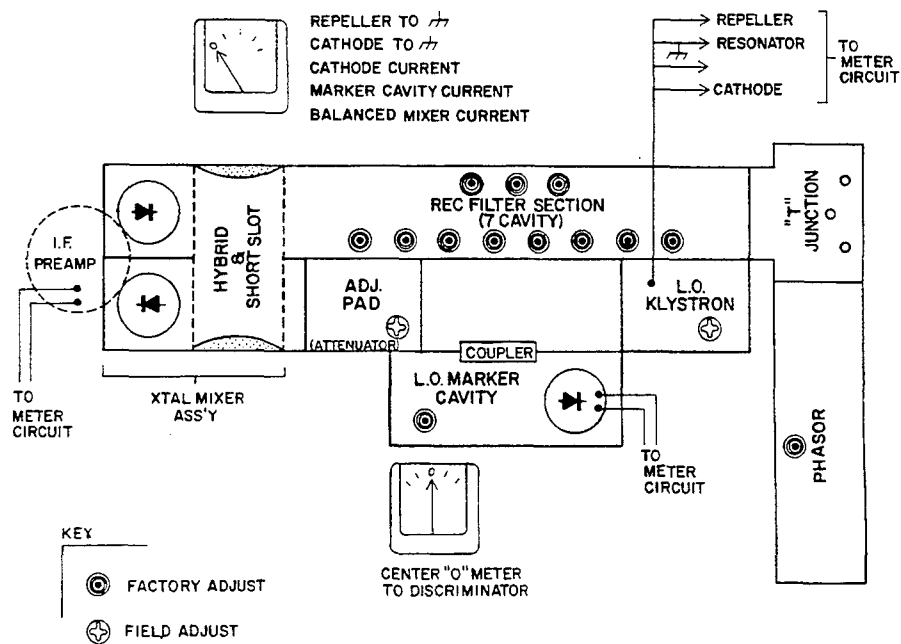 REPELLER TO
CATHODE TO
CATHODE CURRENT
MARKER CAVITY CURRENT
BALANCED MIXER CURRENT
0
REPELLER
RESONATOR
CATHODE
TO
METER
CIRCUIT
I.F.
PREAMP
HYBRID
&
SHORT SLOT
REC FILTER SECTION
(7 CAVITY)
"T"
JUNCTION
ADJ.
PAD
(ATTENUATOR)
L.O.
KLYSTRON
COUPLER
L.O. MARKER
CAVITY
TO
METER
CIRCUIT
XTAL MIXER
ASS'Y
TO
METER
CIRCUIT
PHASOR
0
CENTER "O" METER
TO DISCRIMINATOR
KEY
FACTORY ADJUST
FIELD ADJUST